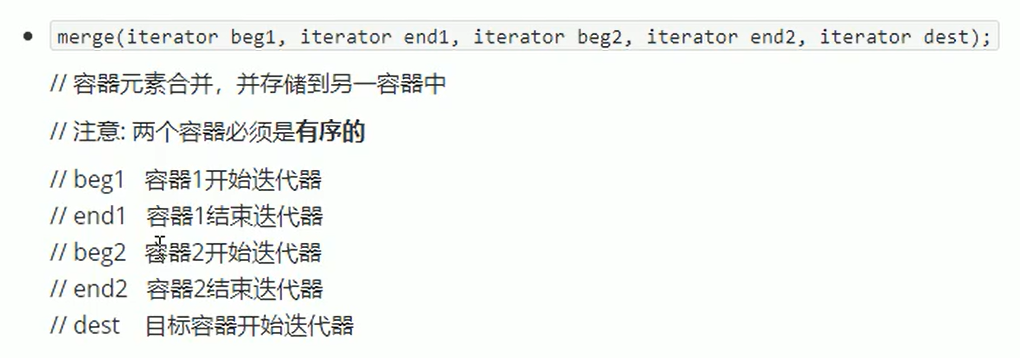 merge(iterator beg1, iterator end1, iterator beg2, iterator end2, iterator dest);
// 容器元素合并，并存储到另一容器中
// 注意: 两个容器必须是有序的
// beg1 容器1开始迭代器
// end1 容器1结束迭代器
// beg2 容器2开始迭代器
// end2 容器2结束迭代器
// dest 目标容器开始迭代器